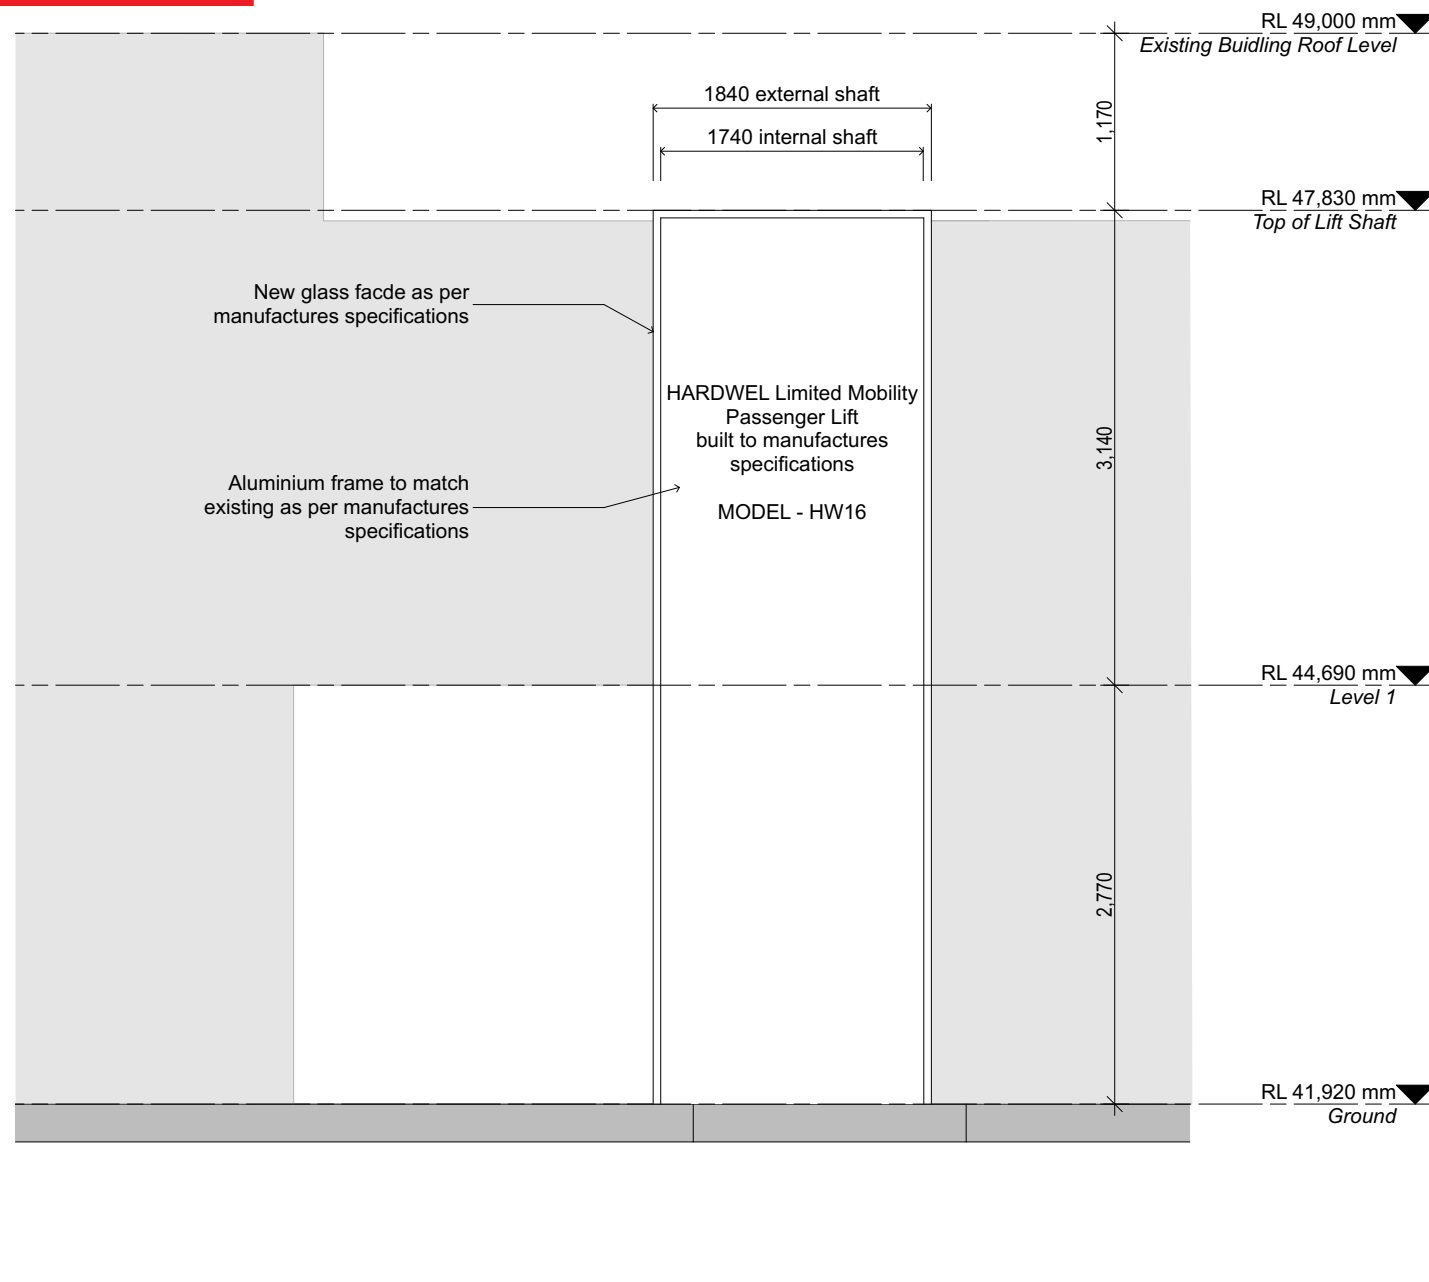 RL 49,000 mm
Existing Buidling Roof Level
1840 external shaft
1740 internal shaft
1,170
RL 47,830 mm
Top of Lift Shaft
New glass facde as per
manufactures specifications
HARDWEL Limited Mobility
Passenger Lift
built to manufactures
specifications
MODEL - HW16
Aluminium frame to match
existing as per manufactures
specifications
3,140
RL 44,690 mm
Level 1
2,770
RL 41,920 mm
Ground